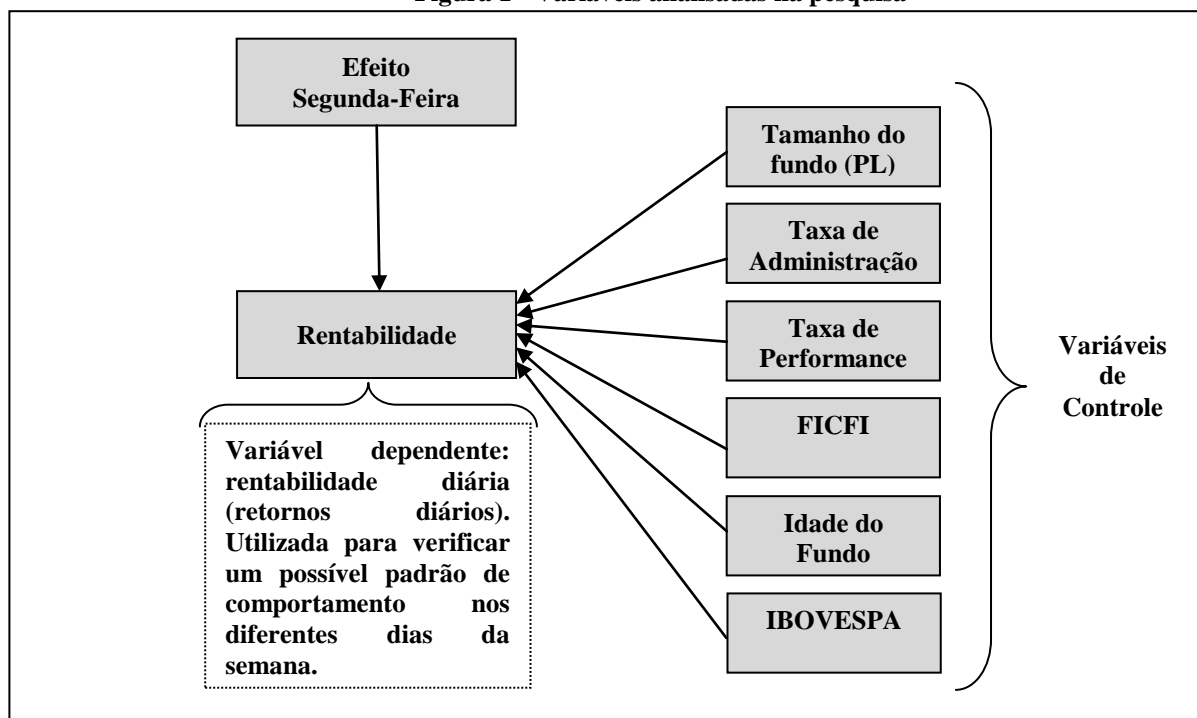 Efeito
Segunda-Feira
Tamanho do
fundo (PL)
Taxa de
Administração
Rentabilidade
Taxa de
Performance
Variáveis
de
Controle
FICFI
Variável dependente:
rentabilidade diária
(retornos diários).
Utilizada para verificar
um possível padrão de
comportamento nos
diferentes dias da
semana.
Idade do
Fundo
IBOVESPA